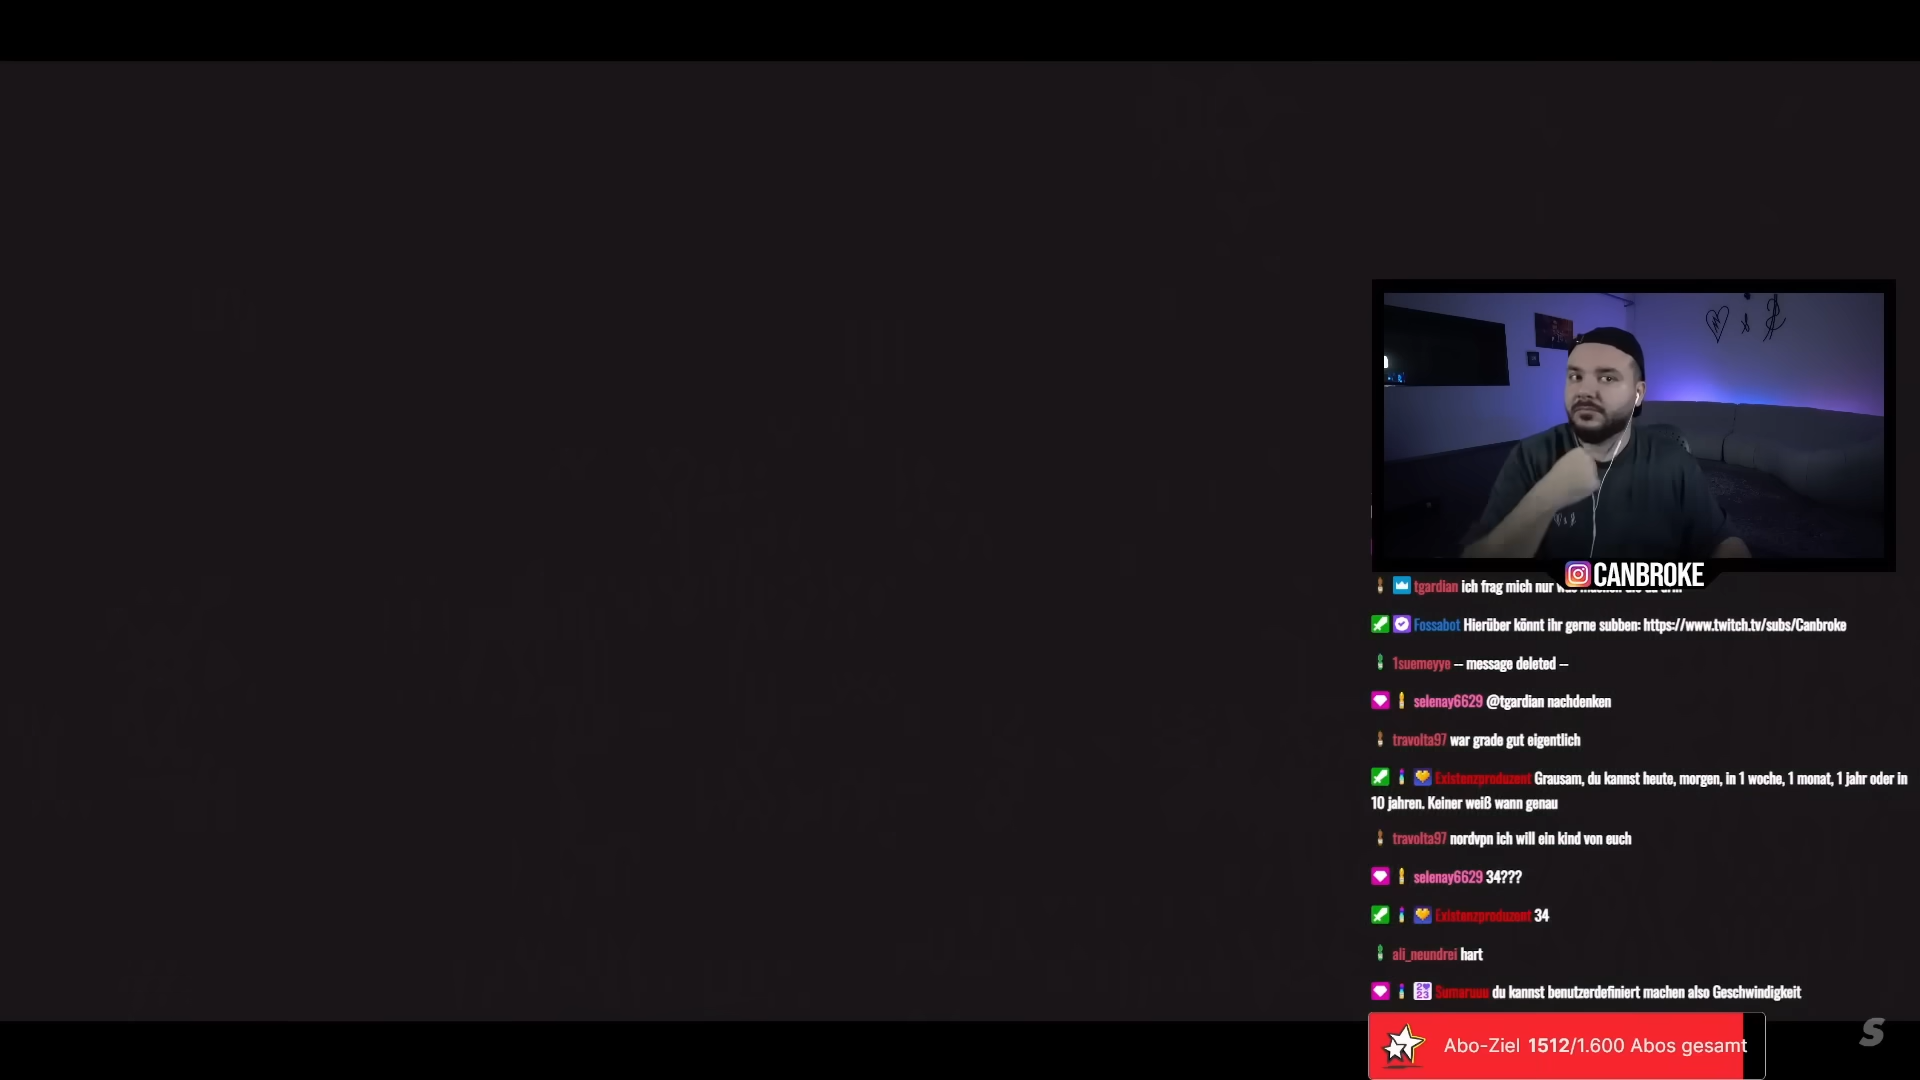 CANBROKE
tgardian ich frag mich nur
Fossabot Hierüber könnt ihr gerne subben: https://www.twitch.tv/subs/Canbroke
1suemeyye -- message deleted --
selenay6629 @tgardian nachdenken
travolta97 war grade gut eigentlich
Existenzproduzent Grausam, du kannst heute, morgen, in 1 woche, 1 monat, 1 jahr oder in
10 jahren. Keiner weiß wann genau
travolta97 nordvpn ich will ein kind von euch
selenay6629 34???
Existenzproduzent 34
ali_neundrei hart
Sumaruuu du kannst benutzerdefiniert machen also Geschwindigkeit
Abo-Ziel 1512/1.600 Abos gesamt
S